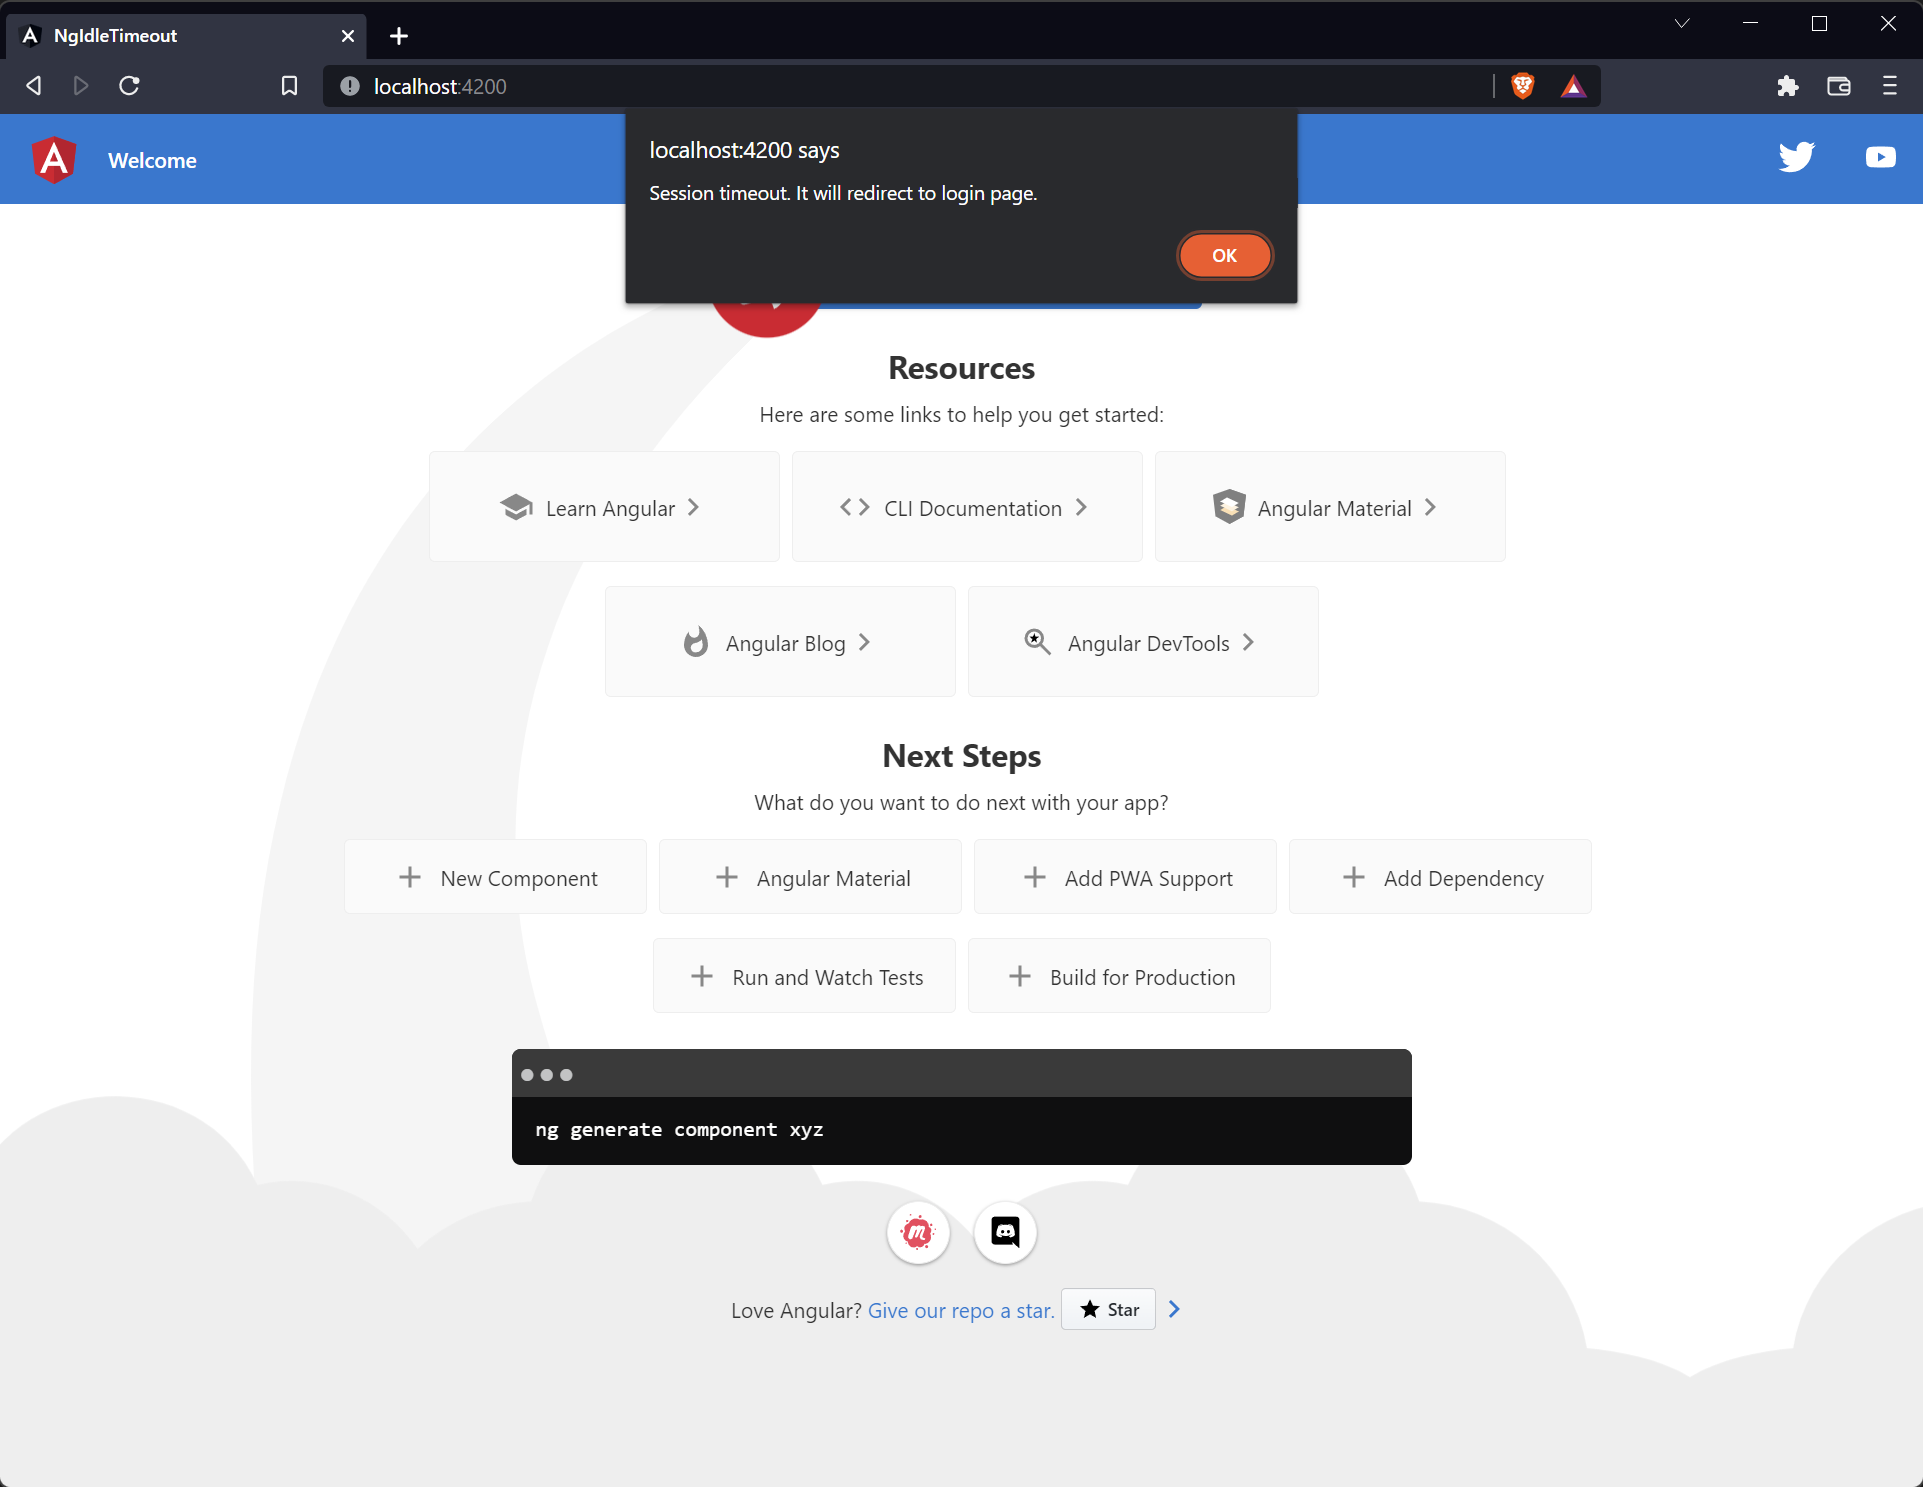 NgIdleTimeout
localhost:4200
Welcome
localhost:4200 says
Session timeout. It will redirect to login page.
OK
Resources
Here are some links to help you get started:
Learn Angular
CLI Documentation
Angular Material
Angular Blog
Angular DevTools
Next Steps
What do you want to do next with your app?
New Component
Angular Material
Add PWA Support
Add Dependency
Run and Watch Tests
Build for Production
ng generate component xyz
Love Angular? Give our repo a star. Star